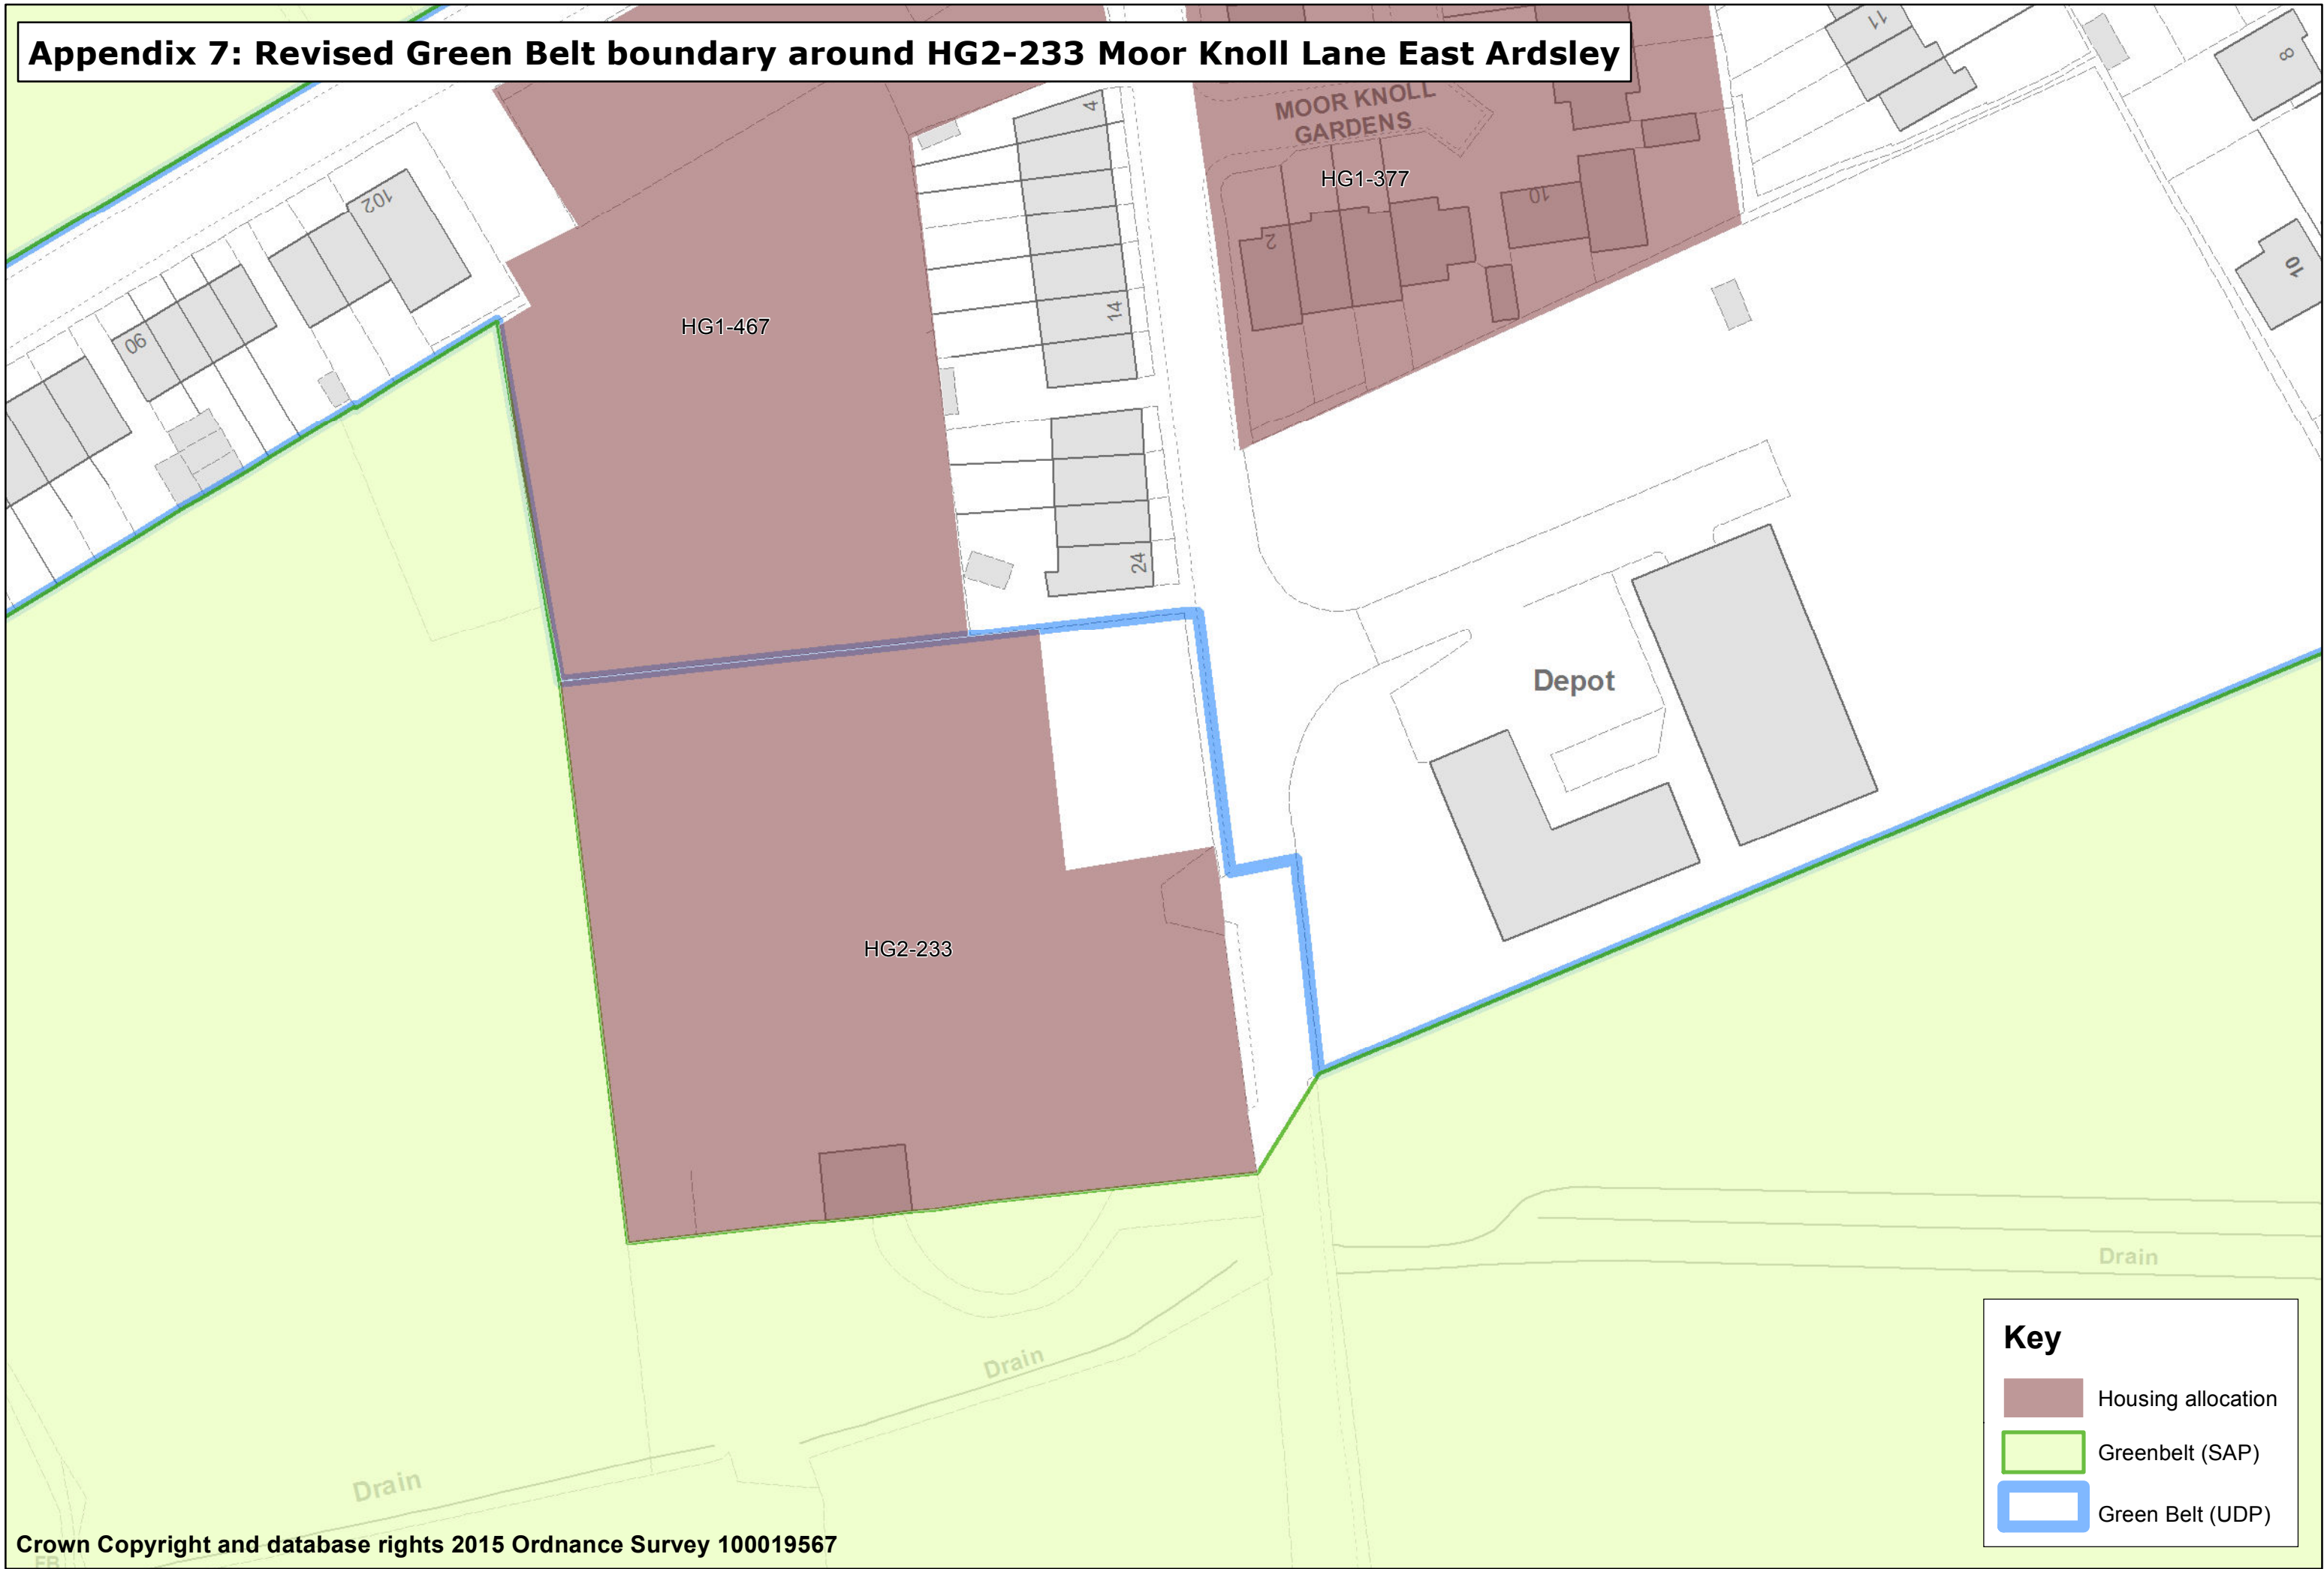 Appendix 7: Revised Green Belt boundary around HG2-233 Moor Knoll Lane East Ardsley
11
8
4
MOOR KNOLL
GARDENS
HG1-377
102
10
2
10
90
HG1-467
14
24
Depot
HG2-233
Drain
Drain
Drain
Key
Housing allocation
Greenbelt (SAP)
Green Belt (UDP)
Crown Copyright and database rights 2015 Ordnance Survey 100019567
FB